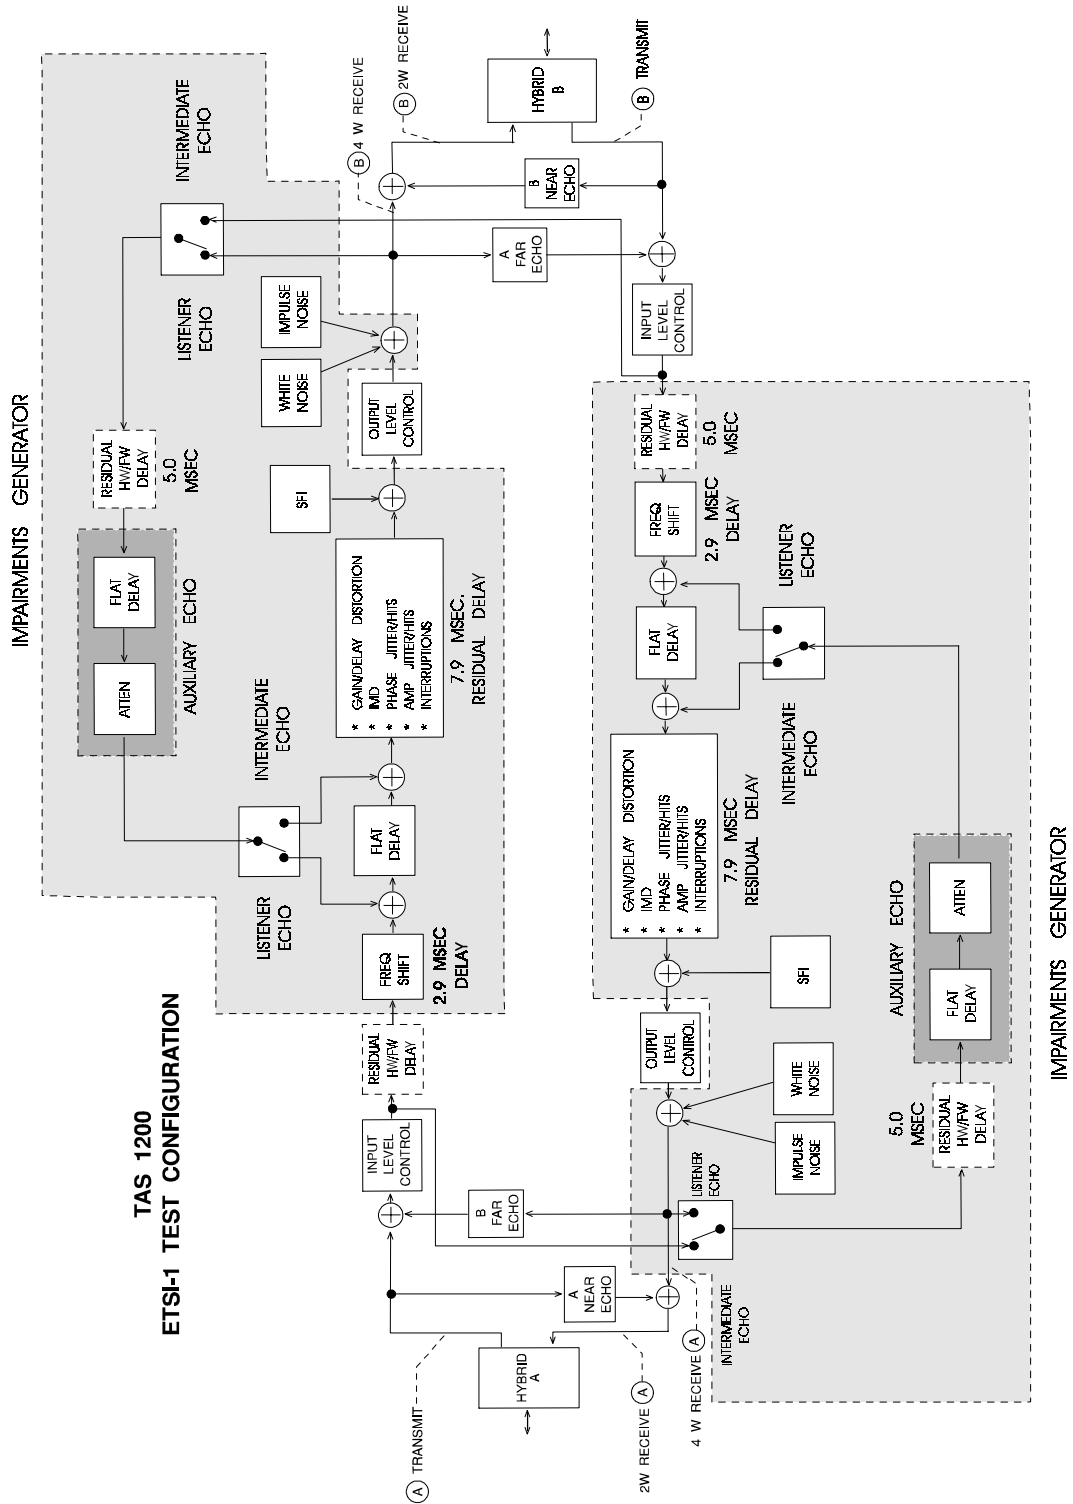 TAS 1200
ETSI-1 TEST CONFIGURATION
IMPAIRMENTS GENERATOR
RESIDUAL
HW/FW
DELAY
5.0
MSEC
FLAT
DELAY
ATTEN
AUXILIARY ECHO
LISTENER
ECHO
INTERMEDIATE
ECHO
LISTENER
ECHO
INTERMEDIATE
ECHO
WHITE
NOISE
IMPULSE
NOISE
SFI
A TRANSMIT
HYBRID
A
INPUT
LEVEL
CONTROL
RESIDUAL
HW/FW
DELAY
FREQ
SHIFT
2.9 MSEC
DELAY
FLAT
DELAY
* GAIN/DELAY DISTORTION
* IMD
* PHASE JITTER/HITS
* AMP JITTER/HITS
* INTERRUPTIONS
7.9 MSEC.
RESIDUAL DELAY
OUTPUT
LEVEL
CONTROL
B 4 W RECEIVE
B 2W RECEIVE
HYBRID
B
B TRANSMIT
B
NEAR
ECHO
A
FAR
ECHO
B
FAR
ECHO
A
NEAR
ECHO
2W RECEIVE A
4 W RECEIVE A
INPUT
LEVEL
CONTROL
RESIDUAL
HW/FW
DELAY
5.0
MSEC
FREQ
SHIFT
2.9 MSEC
DELAY
FLAT
DELAY
LISTENER
ECHO
INTERMEDIATE
ECHO
* GAIN/DELAY DISTORTION
* IMD
* PHASE JITTER/HITS
* AMP JITTER/HITS
* INTERRUPTIONS
7.9 MSEC
RESIDUAL DELAY
SFI
OUTPUT
LEVEL
CONTROL
WHITE
NOISE
IMPULSE
NOISE
LISTENER
ECHO
INTERMEDIATE
ECHO
5.0
MSEC
RESIDUAL
HW/FW
DELAY
AUXILIARY ECHO
FLAT
DELAY
ATTEN
IMPAIRMENTS GENERATOR